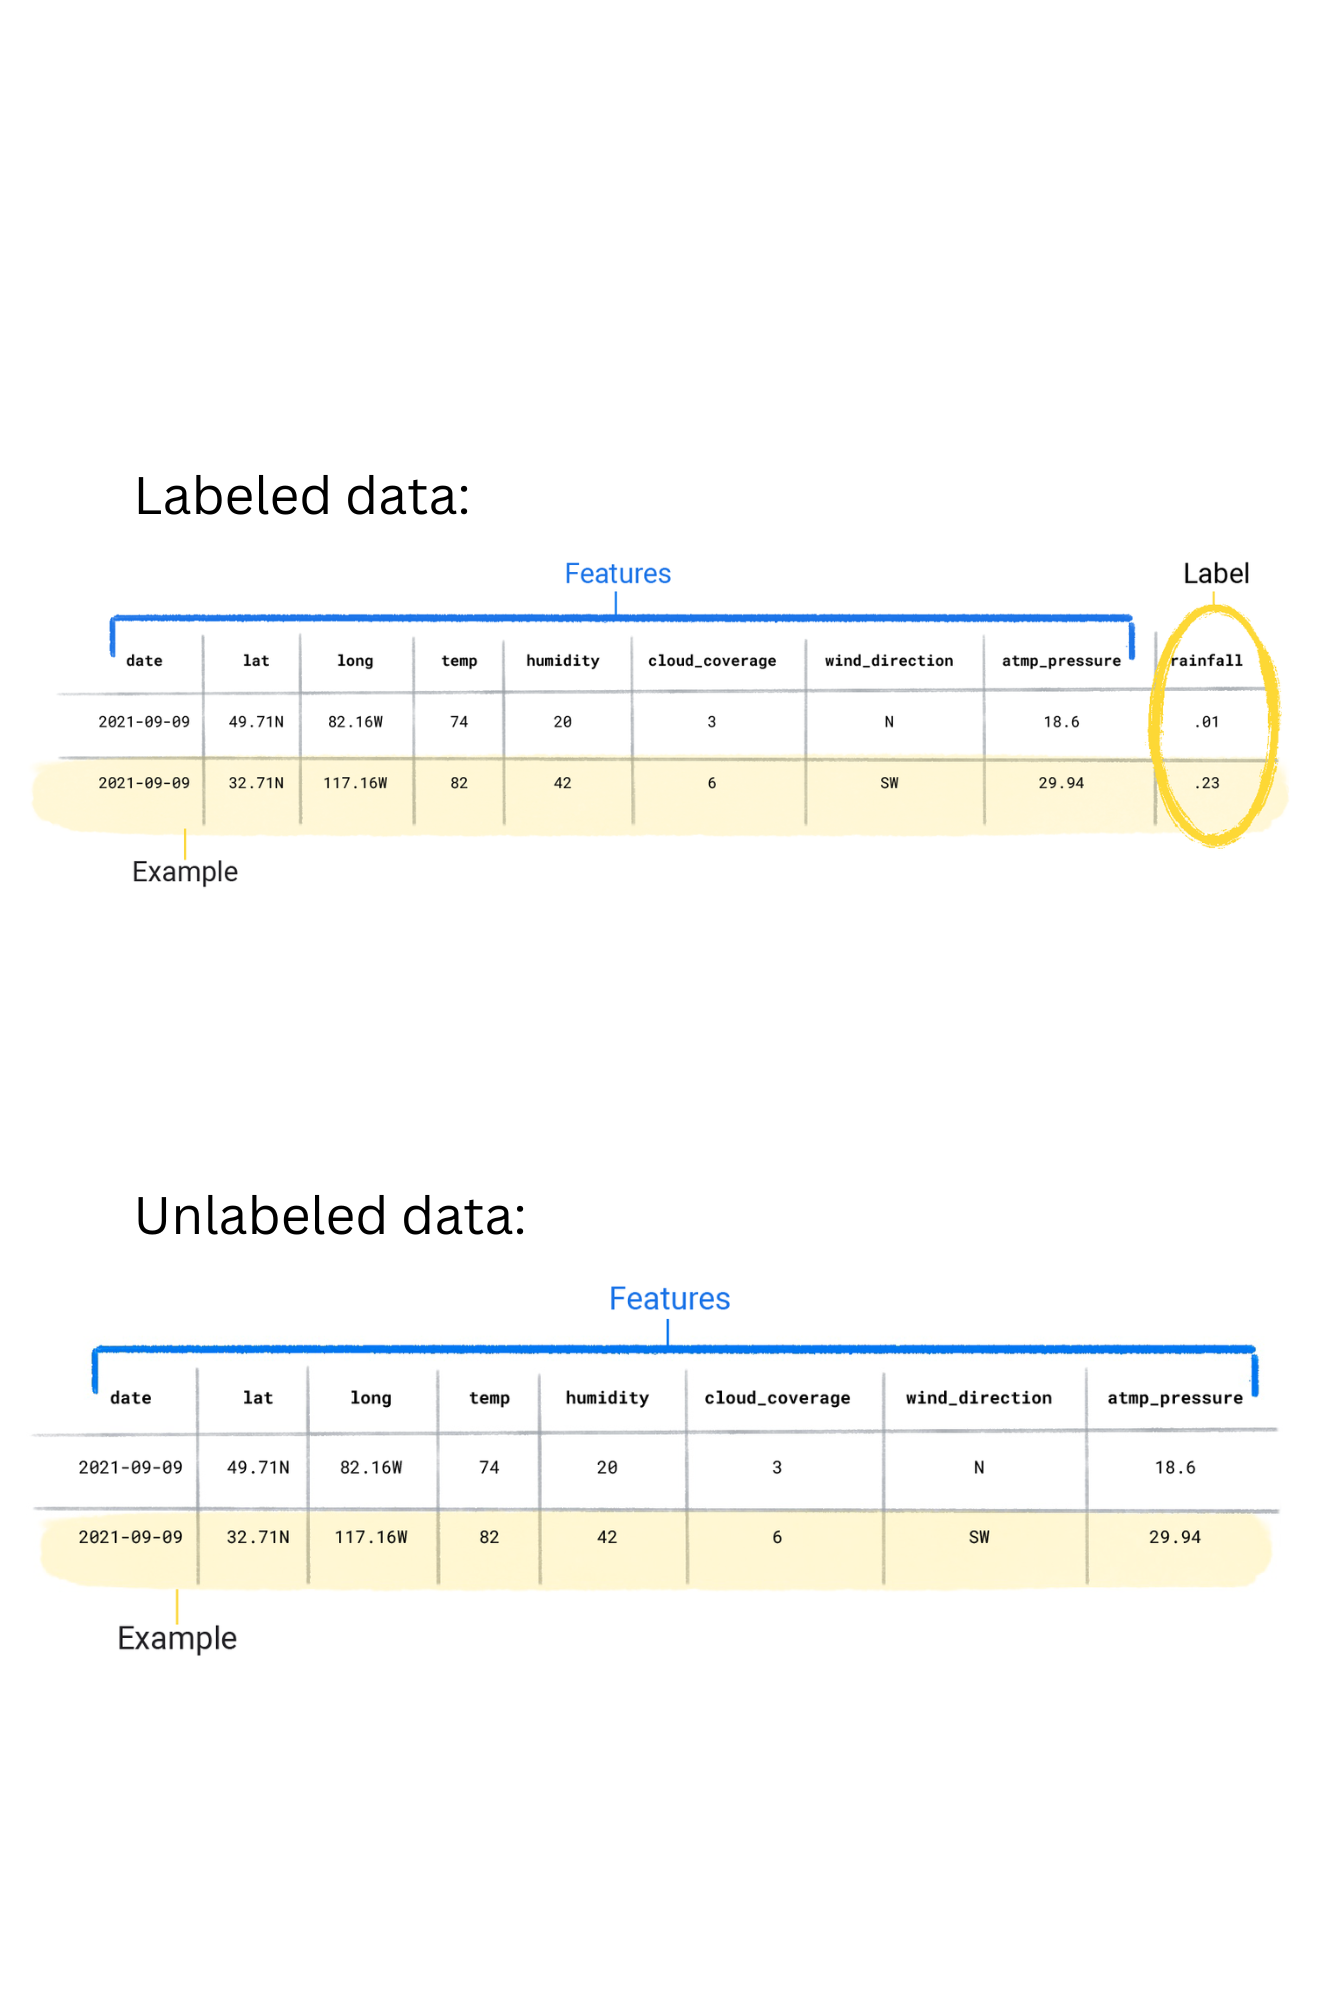 Labeled data:
Features Label
date lat long temp humidity cloud_coverage wind_direction atmp_pressure rainfall
2021-09-09 49.71N 82.16W 74 20 3 N 18.6 .01
2021-09-09 32.71N 117.16W 82 42 6 SW 29.94 .23
Example
Unlabeled data:
Features
date lat long temp humidity cloud_coverage wind_direction atmp_pressure
2021-09-09 49.71N 82.16W 74 20 3 N 18.6
2021-09-09 32.71N 117.16W 82 42 6 SW 29.94
Example